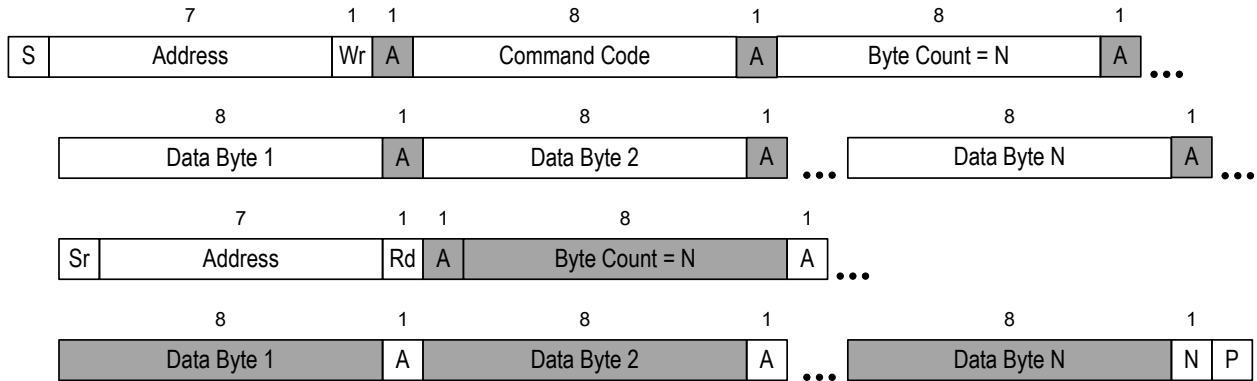 7 1 1 8 1 8 1
S Address Wr A Command Code A Byte Count = N A ...
8 1 8 1 8 1
Data Byte 1 A Data Byte 2 A ... Data Byte N A ...
7 1 1 8 1
Sr Address Rd A Byte Count = N A ...
8 1 8 1 8 1
Data Byte 1 A Data Byte 2 A ... Data Byte N N P